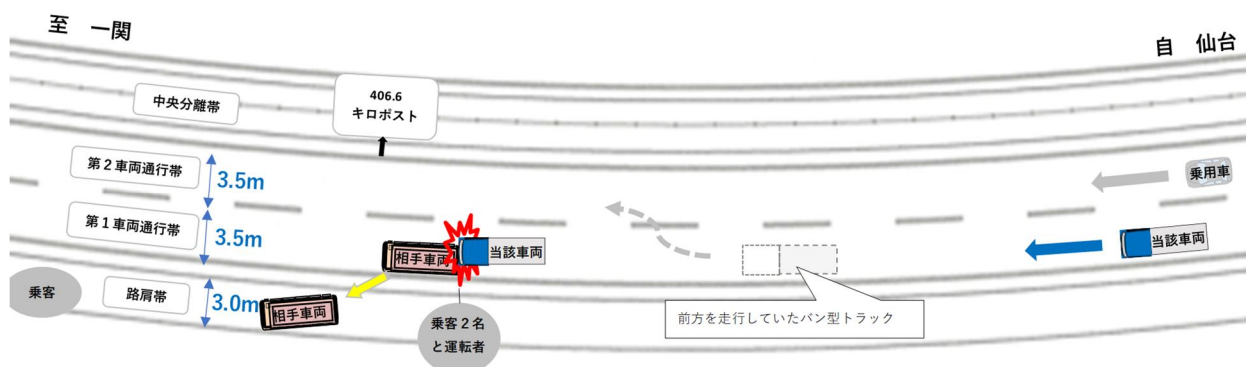 至　一関
自　仙台
406.6
キロポスト
中央分離帯
第２車両通行帯
3.5m
乗用車
第１車両通行帯
3.5m
相手車両
当該車両
当該車両
乗客
路肩帯
3.0m
相手車両
乗客２名
と運転者
前方を走行していたバン型トラック